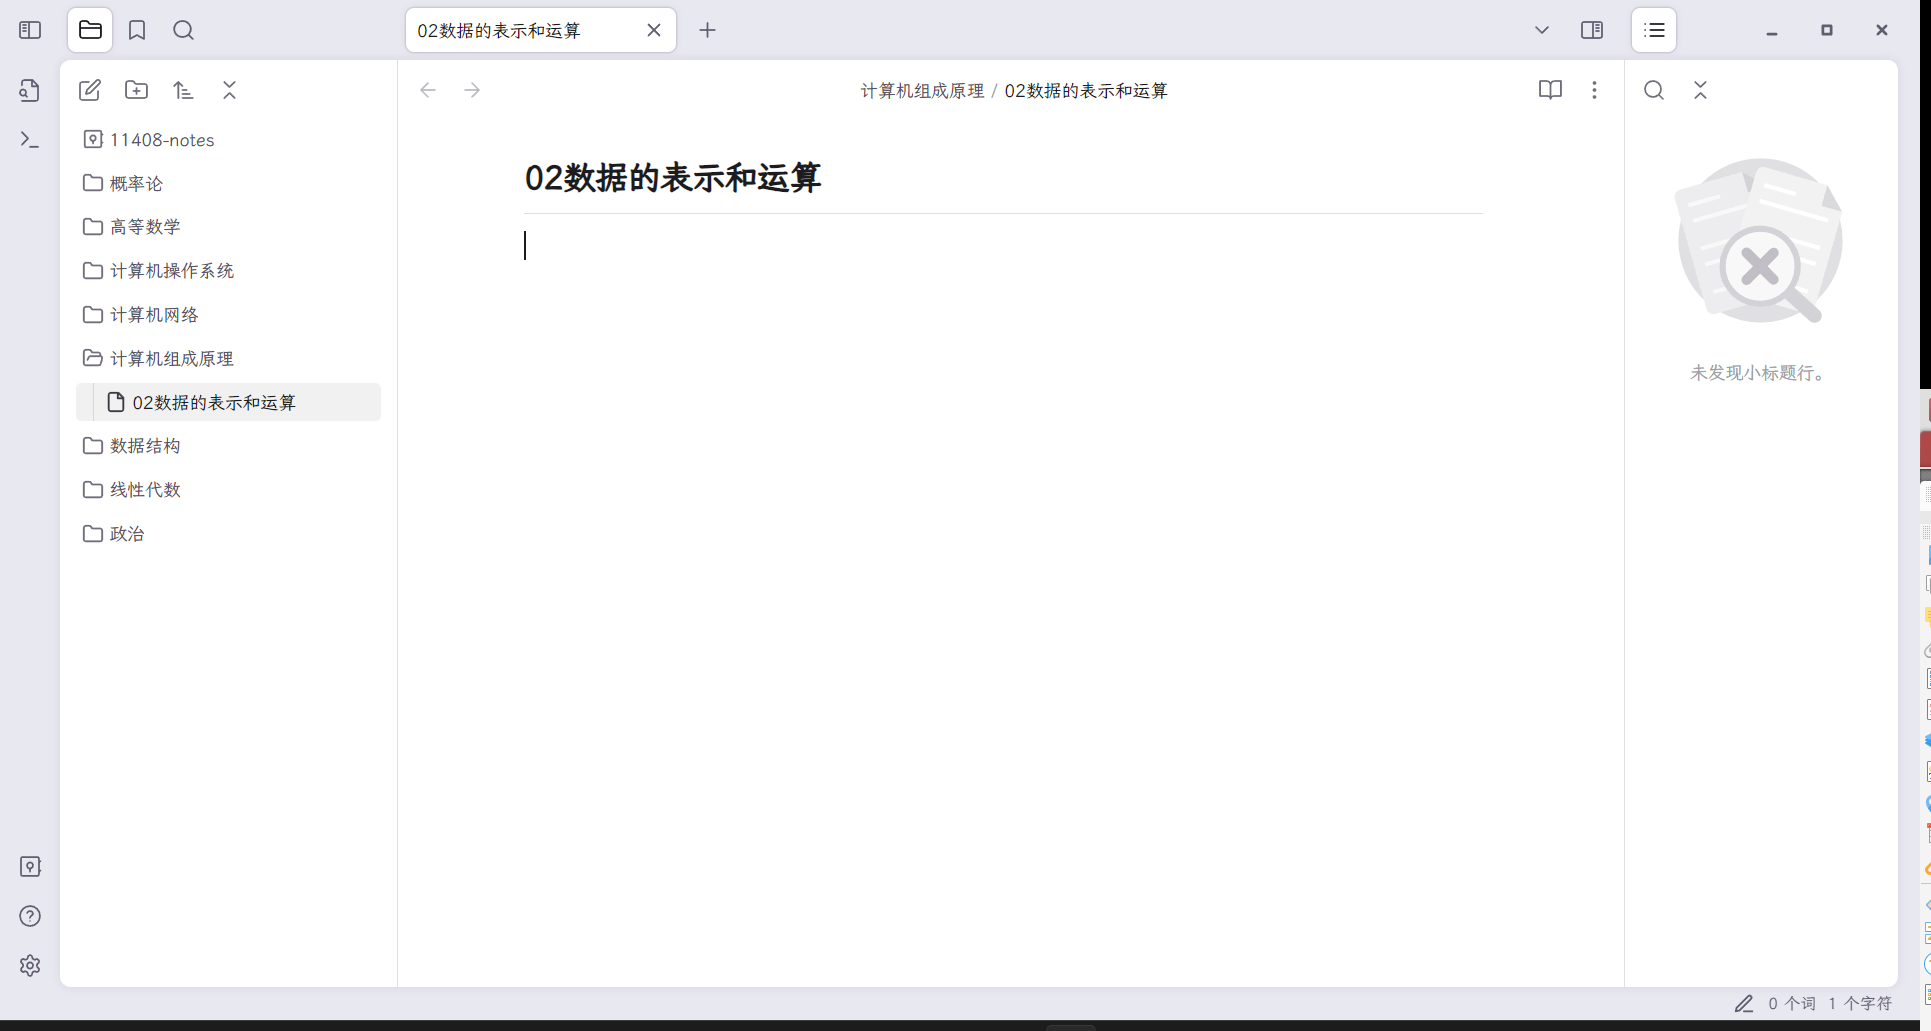 02数据的表示和运算
计算机组成原理 / 02数据的表示和运算
11408-notes
概率论
高等数学
计算机操作系统
计算机网络
计算机组成原理
02数据的表示和运算
数据结构
线性代数
政治
02数据的表示和运算
未发现小标题行。
0 个词 1 个字符